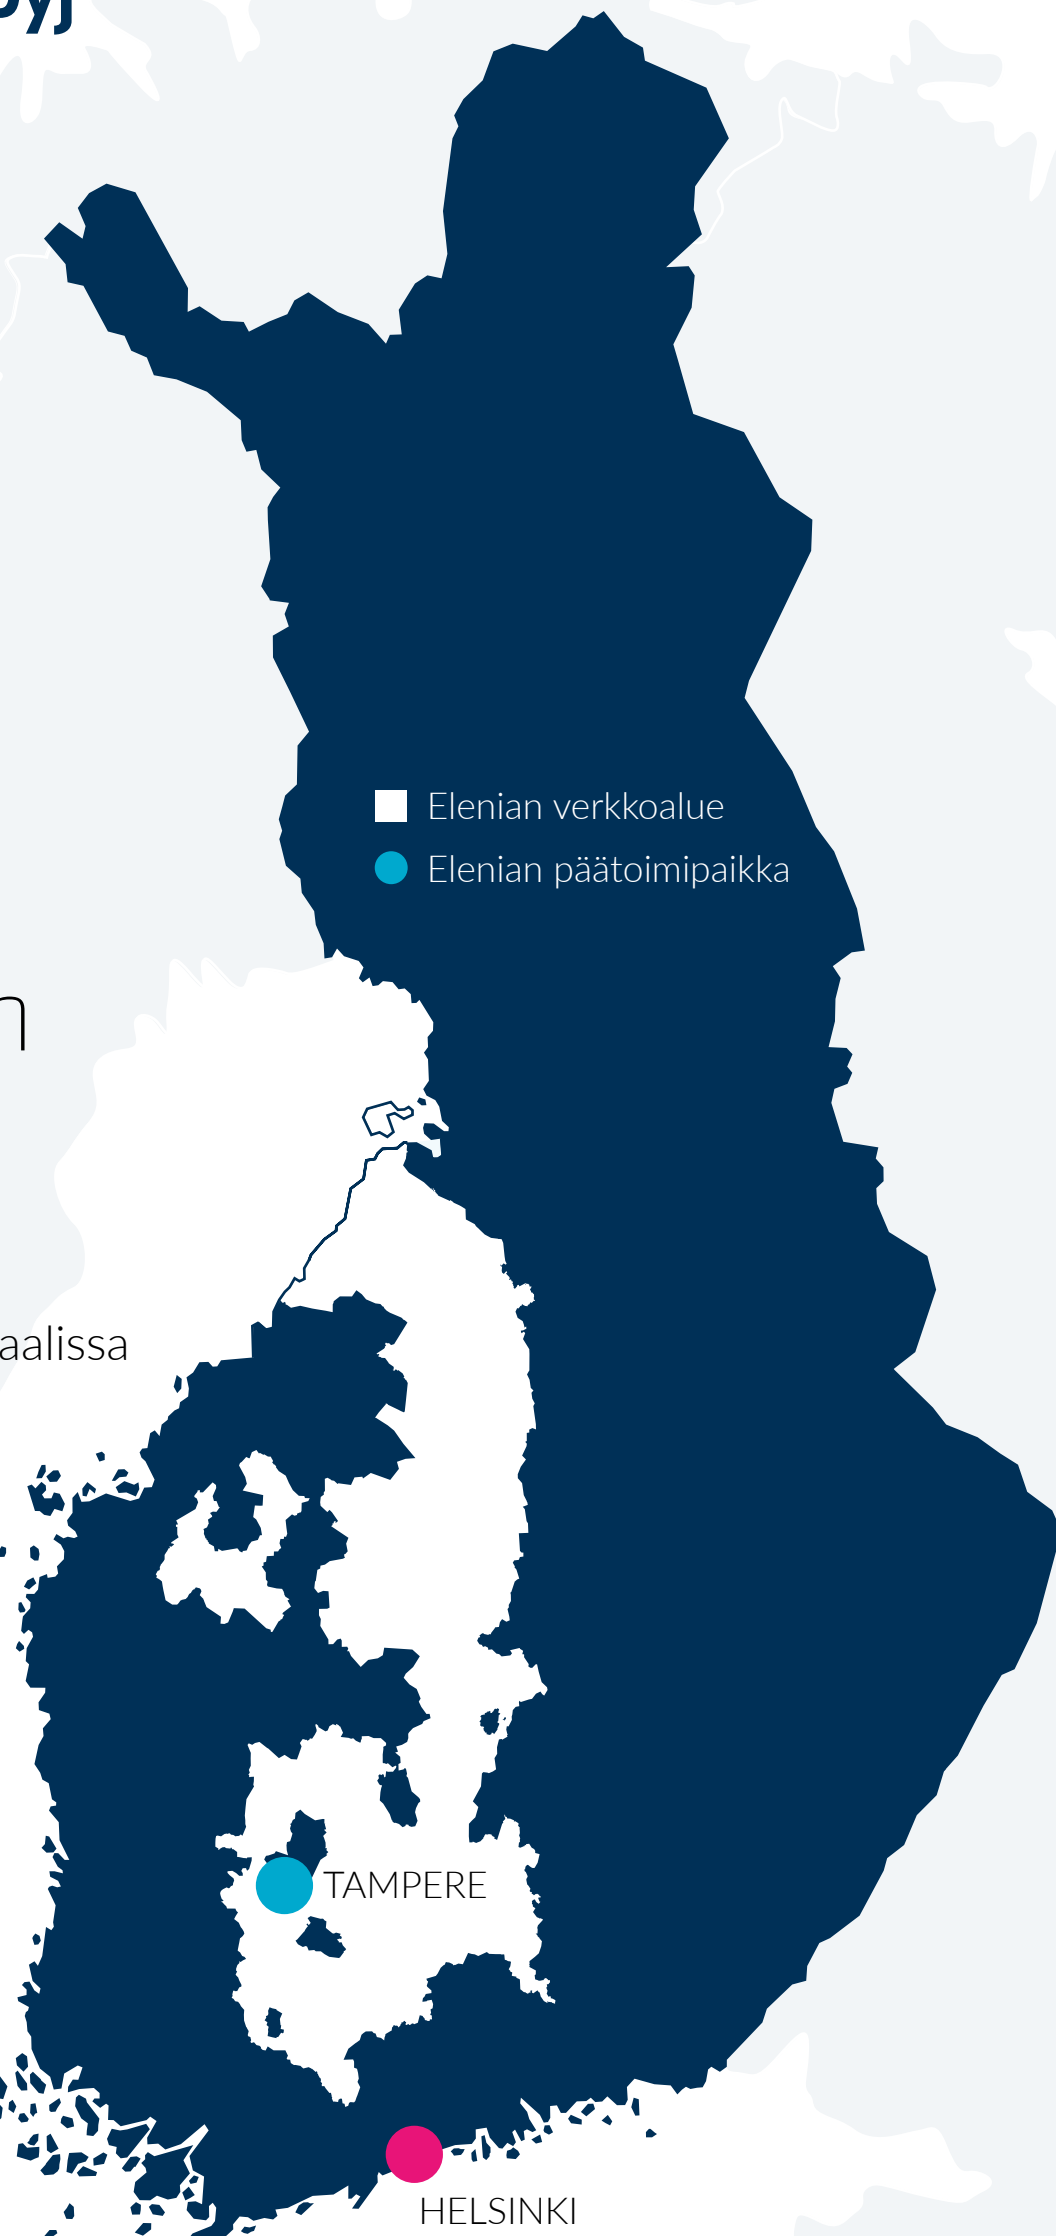 Elenian verkkoalue
Elenian päätoimipaikka
aalissa
TAMPERE
HELSINKI